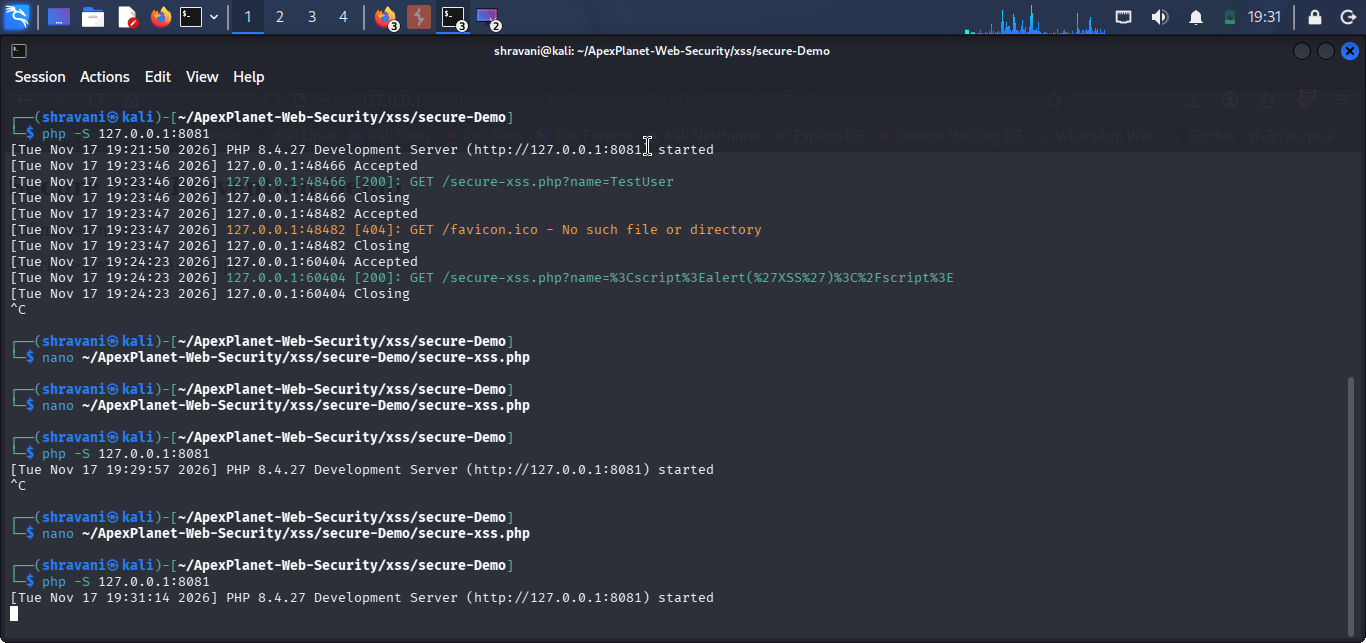 1 2 3 4 3 3 2 19:31
shravani@kali: ~/ApexPlanet-Web-Security/xss/secure-Demo
Session Actions Edit View Help
┌──(shravani㉿kali)-[~/ApexPlanet-Web-Security/xss/secure-Demo]
└─$ php -S 127.0.0.1:8081
[Tue Nov 17 19:21:50 2026] PHP 8.4.27 Development Server (http://127.0.0.1:8081) started
[Tue Nov 17 19:23:46 2026] 127.0.0.1:48466 Accepted
[Tue Nov 17 19:23:46 2026] 127.0.0.1:48466 [200]: GET /secure-xss.php?name=TestUser
[Tue Nov 17 19:23:46 2026] 127.0.0.1:48466 Closing
[Tue Nov 17 19:23:47 2026] 127.0.0.1:48482 Accepted
[Tue Nov 17 19:23:47 2026] 127.0.0.1:48482 [404]: GET /favicon.ico - No such file or directory
[Tue Nov 17 19:23:47 2026] 127.0.0.1:48482 Closing
[Tue Nov 17 19:24:23 2026] 127.0.0.1:60404 Accepted
[Tue Nov 17 19:24:23 2026] 127.0.0.1:60404 [200]: GET /secure-xss.php?name=%3Cscript%3Ealert(%27XSS%27)%3C%2Fscript%3E
[Tue Nov 17 19:24:23 2026] 127.0.0.1:60404 Closing
^C
┌──(shravani㉿kali)-[~/ApexPlanet-Web-Security/xss/secure-Demo]
└─$ nano ~/ApexPlanet-Web-Security/xss/secure-Demo/secure-xss.php
┌──(shravani㉿kali)-[~/ApexPlanet-Web-Security/xss/secure-Demo]
└─$ nano ~/ApexPlanet-Web-Security/xss/secure-Demo/secure-xss.php
┌──(shravani㉿kali)-[~/ApexPlanet-Web-Security/xss/secure-Demo]
└─$ php -S 127.0.0.1:8081
[Tue Nov 17 19:29:57 2026] PHP 8.4.27 Development Server (http://127.0.0.1:8081) started
^C
┌──(shravani㉿kali)-[~/ApexPlanet-Web-Security/xss/secure-Demo]
└─$ nano ~/ApexPlanet-Web-Security/xss/secure-Demo/secure-xss.php
┌──(shravani㉿kali)-[~/ApexPlanet-Web-Security/xss/secure-Demo]
└─$ php -S 127.0.0.1:8081
[Tue Nov 17 19:31:14 2026] PHP 8.4.27 Development Server (http://127.0.0.1:8081) started